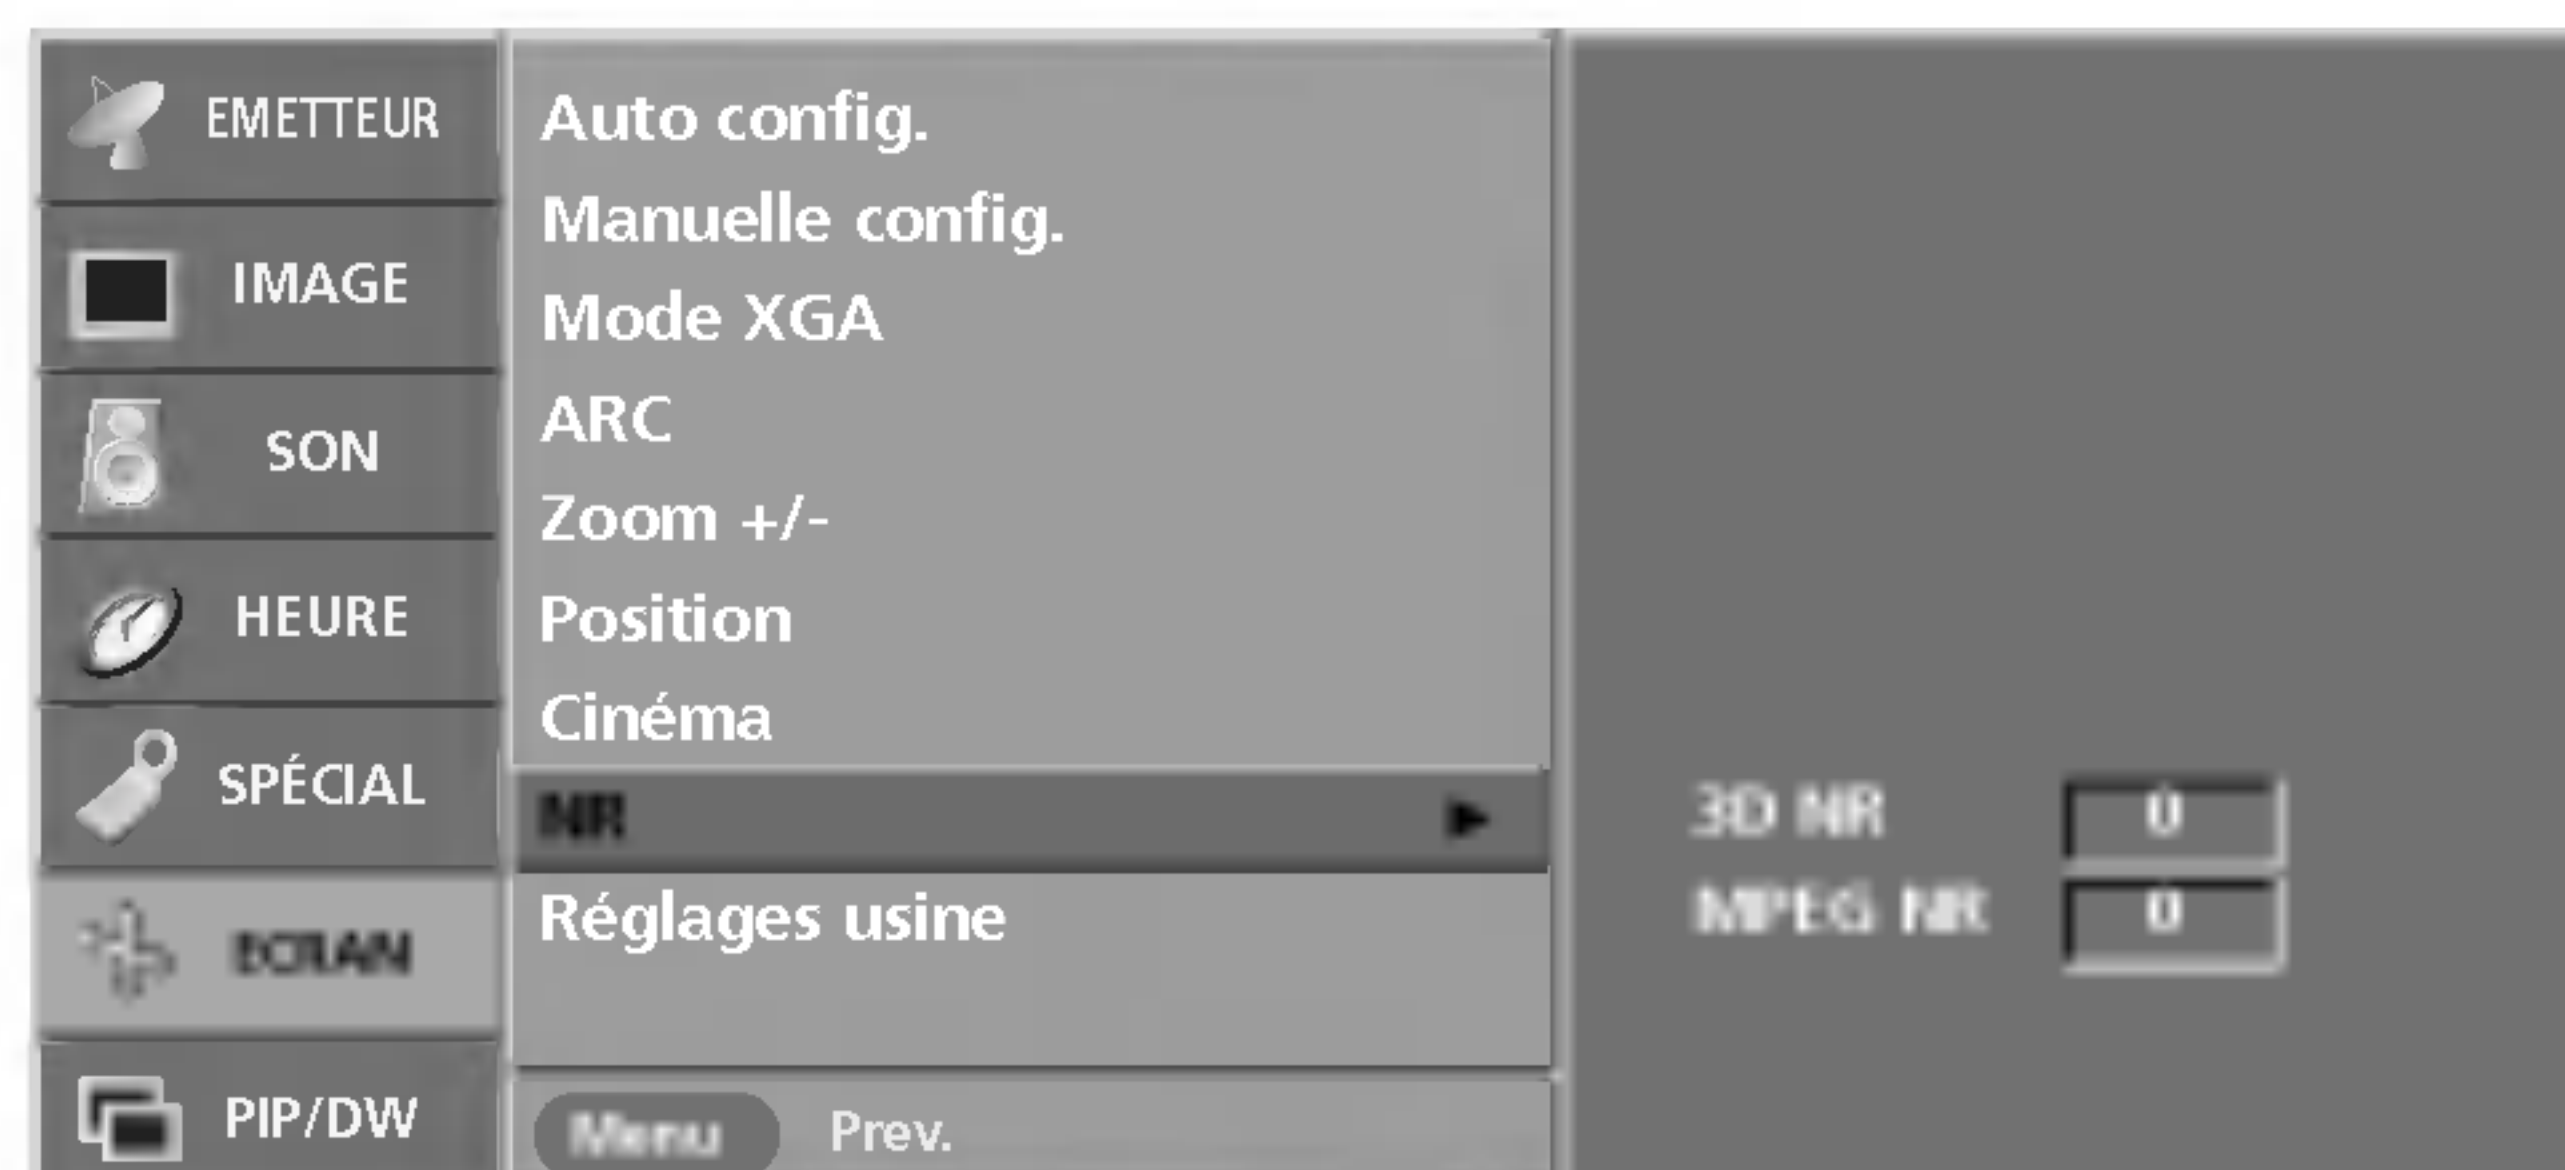 EMETTEUR
IMAGE
SON
HEURE
SPÉCIAL
ECRAN
PIP/DW
Auto config.
Manuelle config.
Mode XGA
ARC
Zoom +/-
Position
Cinéma
NR
Réglages usine
Menu Prev.
3D NR 0
MPEG NR 0